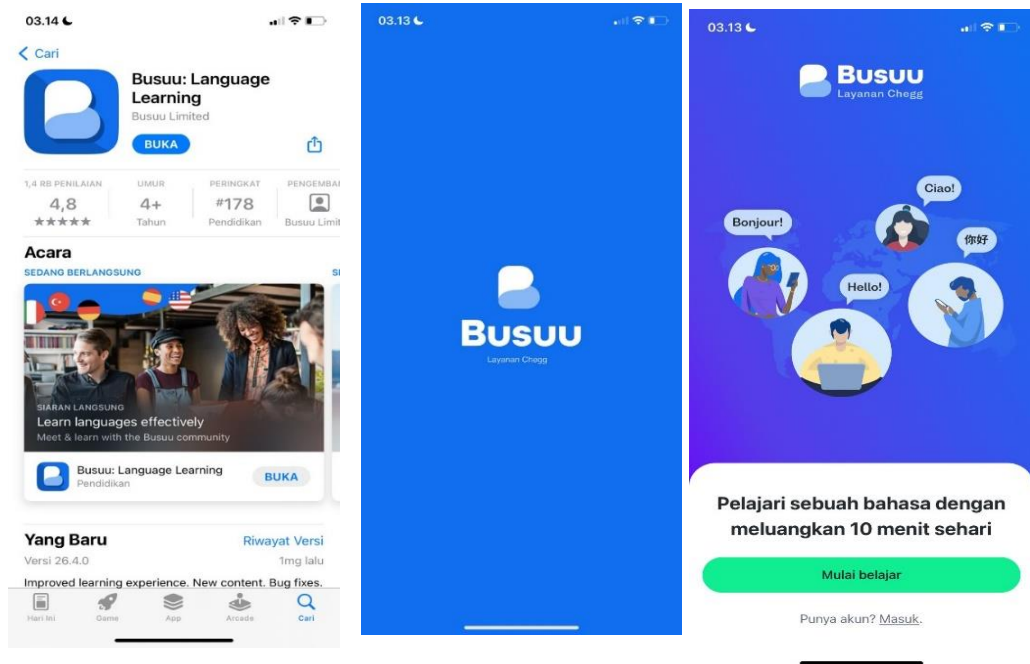 03.14
Cari
Busuu: Language
Learning
Busuu Limited
BUKA
1,4 RB PENILAIAN
4,8
★★★★★
UMUR
4+
Tahun
PERINGKAT
#178
Pendidikan
PENGEMBA
Busuu Limit
Acara
SEDANG BERLANGSUNG
SIARAN LANGSUNG
Learn languages effectively
Meet & learn with the Busuu community
Busuu: Language Learning
Pendidikan
BUKA
Yang Baru
Riwayat Versi
Versi 26.4.0
1mg lalu
Improved learning experience. New content. Bug fixes.
Hari Ini
Game
App
Arcade
Cari
03.13
BUSUU
Layanan Chegg
03.13
BUSUU
Layanan Chegg
Ciao!
Bonjour!
你好
Hello!
Pelajari sebuah bahasa dengan
meluangkan 10 menit sehari
Mulai belajar
Punya akun? Masuk.